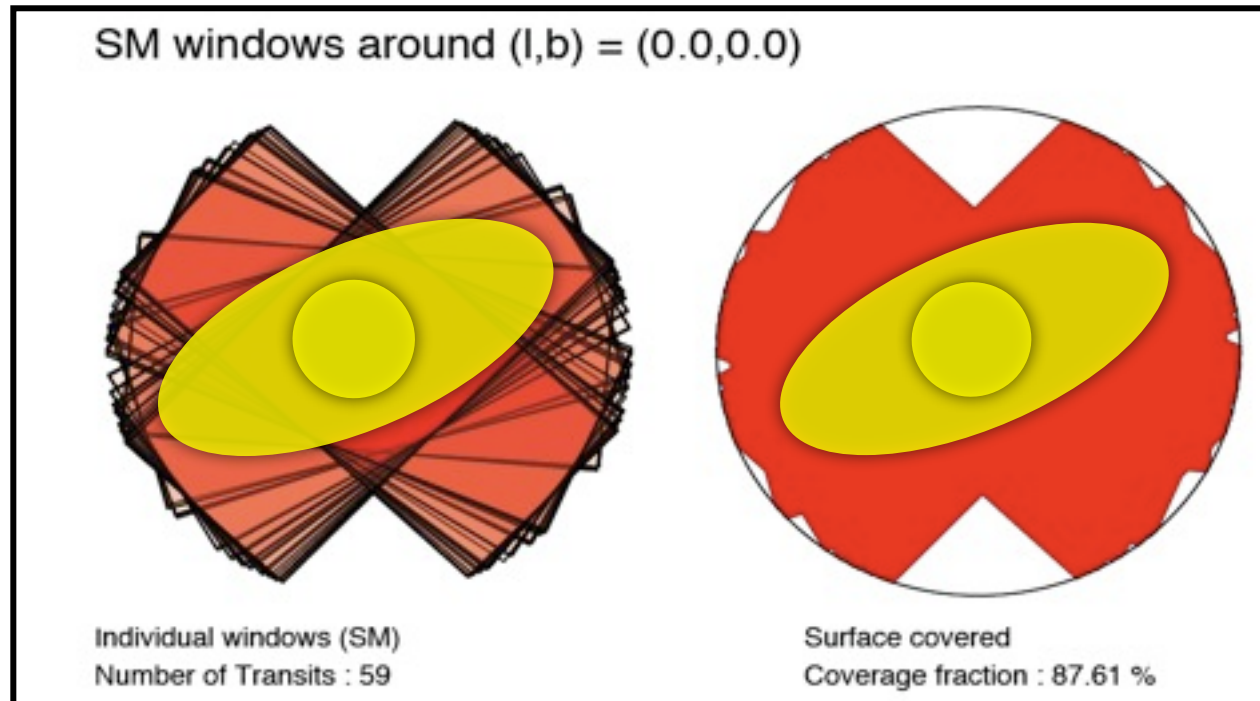 SM windows around (l,b) = (0.0,0.0)
Individual windows (SM)
Number of Transits : 59
Surface covered
Coverage fraction : 87.61 %